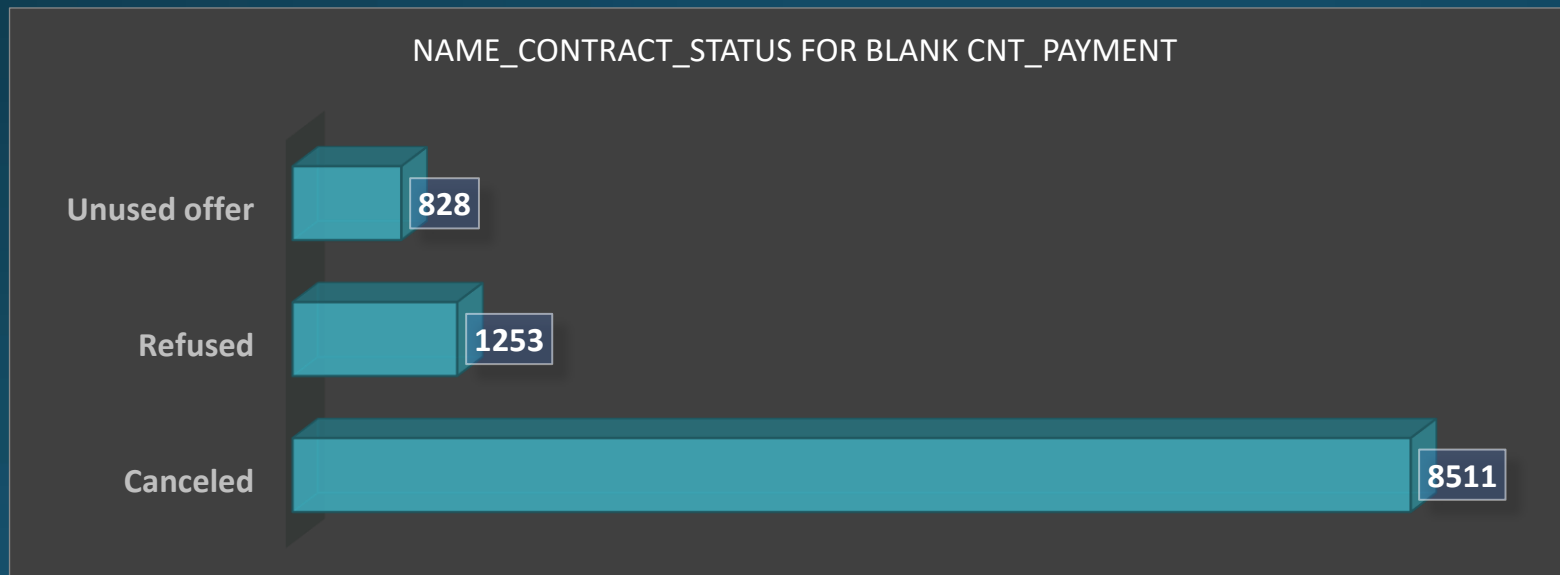 NAME_CONTRACT_STATUS FOR BLANK CNT_PAYMENT
Unused offer 828
Refused 1253
Canceled 8511